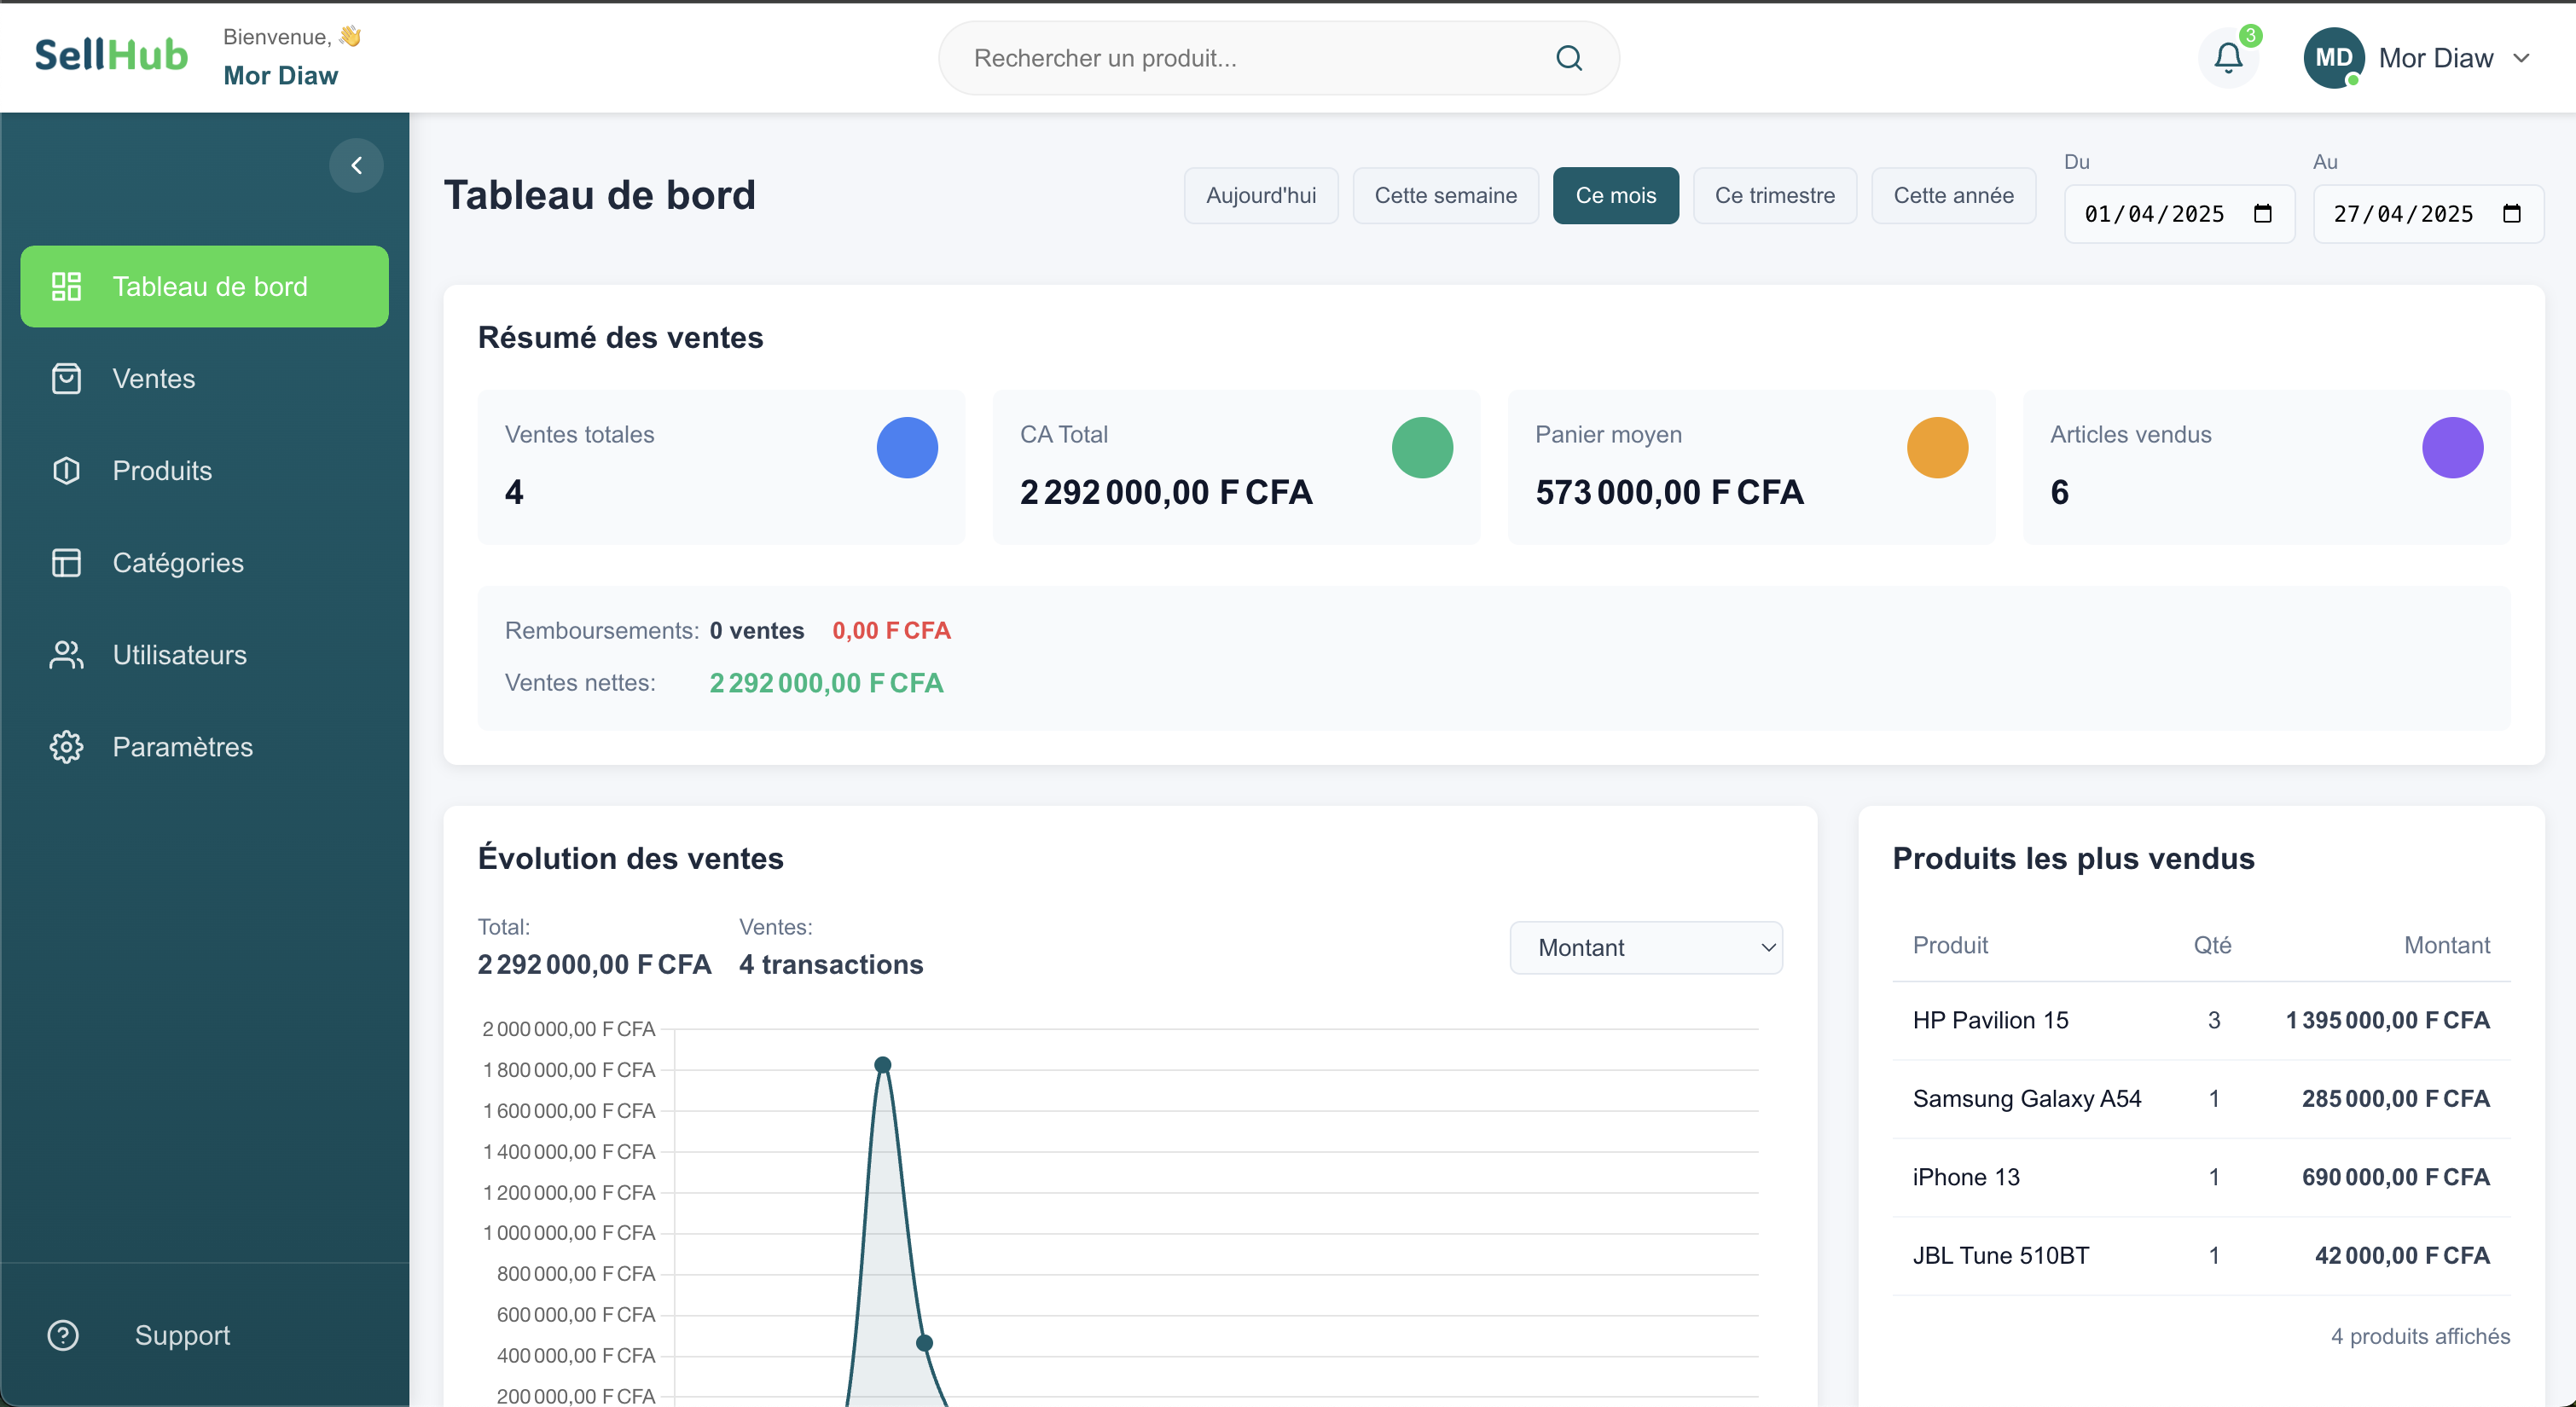 SellHub
Bienvenue, 👋
Mor Diaw
Rechercher un produit...
3
MD
Mor Diaw
Tableau de bord
Ventes
Produits
Catégories
Utilisateurs
Paramètres
Support
Tableau de bord
Aujourd'hui
Cette semaine
Ce mois
Ce trimestre
Cette année
Du
01/04/2025
Au
27/04/2025
Résumé des ventes
Ventes totales
4
CA Total
2 292 000,00 F CFA
Panier moyen
573 000,00 F CFA
Articles vendus
6
Remboursements: 0 ventes 0,00 F CFA
Ventes nettes: 2 292 000,00 F CFA
Évolution des ventes
Total:
2 292 000,00 F CFA
Ventes:
4 transactions
Montant
2 000 000,00 F CFA
1 800 000,00 F CFA
1 600 000,00 F CFA
1 400 000,00 F CFA
1 200 000,00 F CFA
1 000 000,00 F CFA
800 000,00 F CFA
600 000,00 F CFA
400 000,00 F CFA
200 000,00 F CFA
Produits les plus vendus
Produit Qté Montant
HP Pavilion 15 3 1 395 000,00 F CFA
Samsung Galaxy A54 1 285 000,00 F CFA
iPhone 13 1 690 000,00 F CFA
JBL Tune 510BT 1 42 000,00 F CFA
4 produits affichés